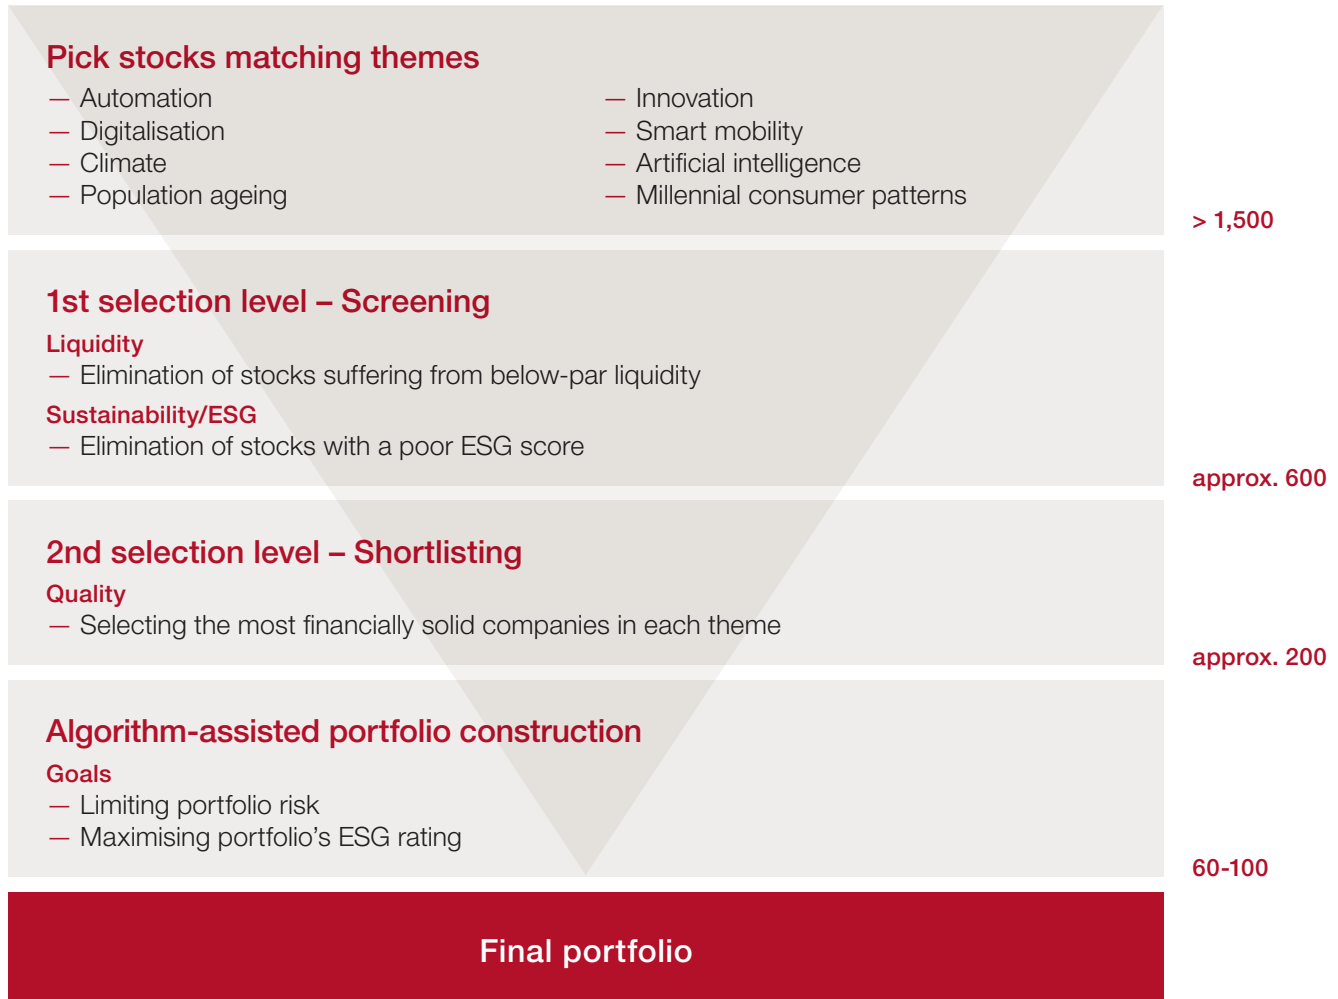 Pick stocks matching themes
— Automation
— Digitalisation
— Climate
— Population ageing
— Innovation
— Smart mobility
— Artificial intelligence
— Millennial consumer patterns
> 1,500
1st selection level – Screening
Liquidity
— Elimination of stocks suffering from below-par liquidity
Sustainability/ESG
— Elimination of stocks with a poor ESG score
approx. 600
2nd selection level – Shortlisting
Quality
— Selecting the most financially solid companies in each theme
approx. 200
Algorithm-assisted portfolio construction
Goals
— Limiting portfolio risk
— Maximising portfolio’s ESG rating
60-100
Final portfolio